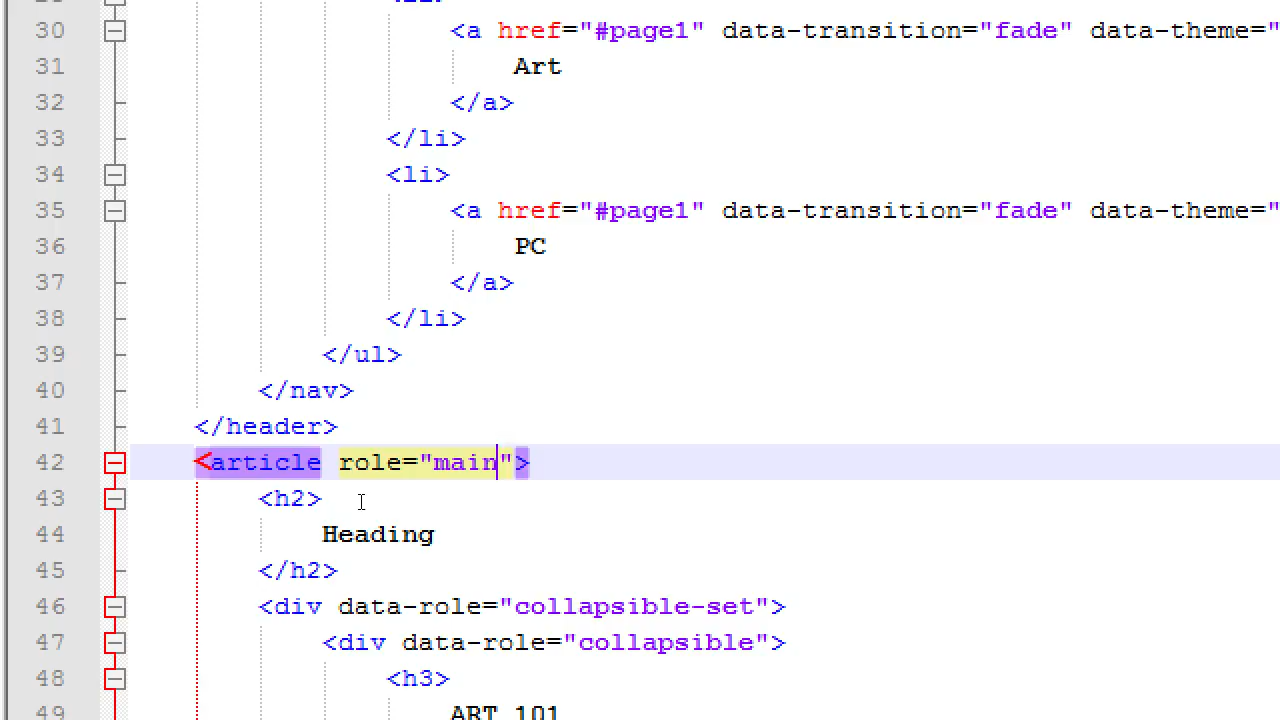 30 <a href="#page1" data-transition="fade" data-theme="
31 Art
32 </a>
33 </li>
34 <li>
35 <a href="#page1" data-transition="fade" data-theme="
36 PC
37 </a>
38 </li>
39 </ul>
40 </nav>
41 </header>
42 <article role="main">
43 <h2>
44 Heading
45 </h2>
46 <div data-role="collapsible-set">
47 <div data-role="collapsible">
48 <h3>
49 ART 101